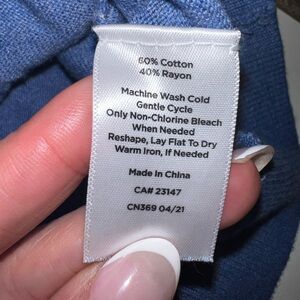 60% Cotton
40% Rayon
Machine Wash Cold
Gentle Cycle
Only Non-Chlorine Bleach
When Needed
Reshape, Lay Flat To Dry
Warm Iron, If Needed
Made In China
CA# 23147
CN369 04/21